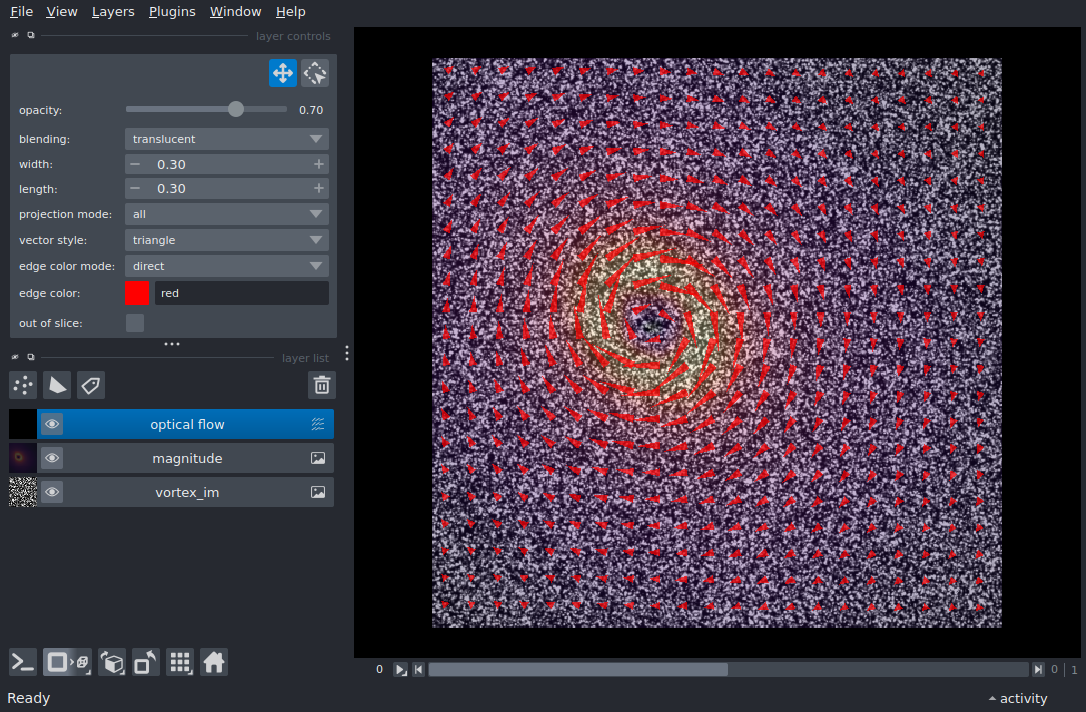 File View Layers Plugins Window Help
layer controls
opacity: 0.70
blending: translucent
width: − 0.30 +
length: − 0.30 +
projection mode: all
vector style: triangle
edge color mode: direct
edge color: red
out of slice:
layer list
optical flow
magnitude
vortex_im
0 0 | 1
Ready activity